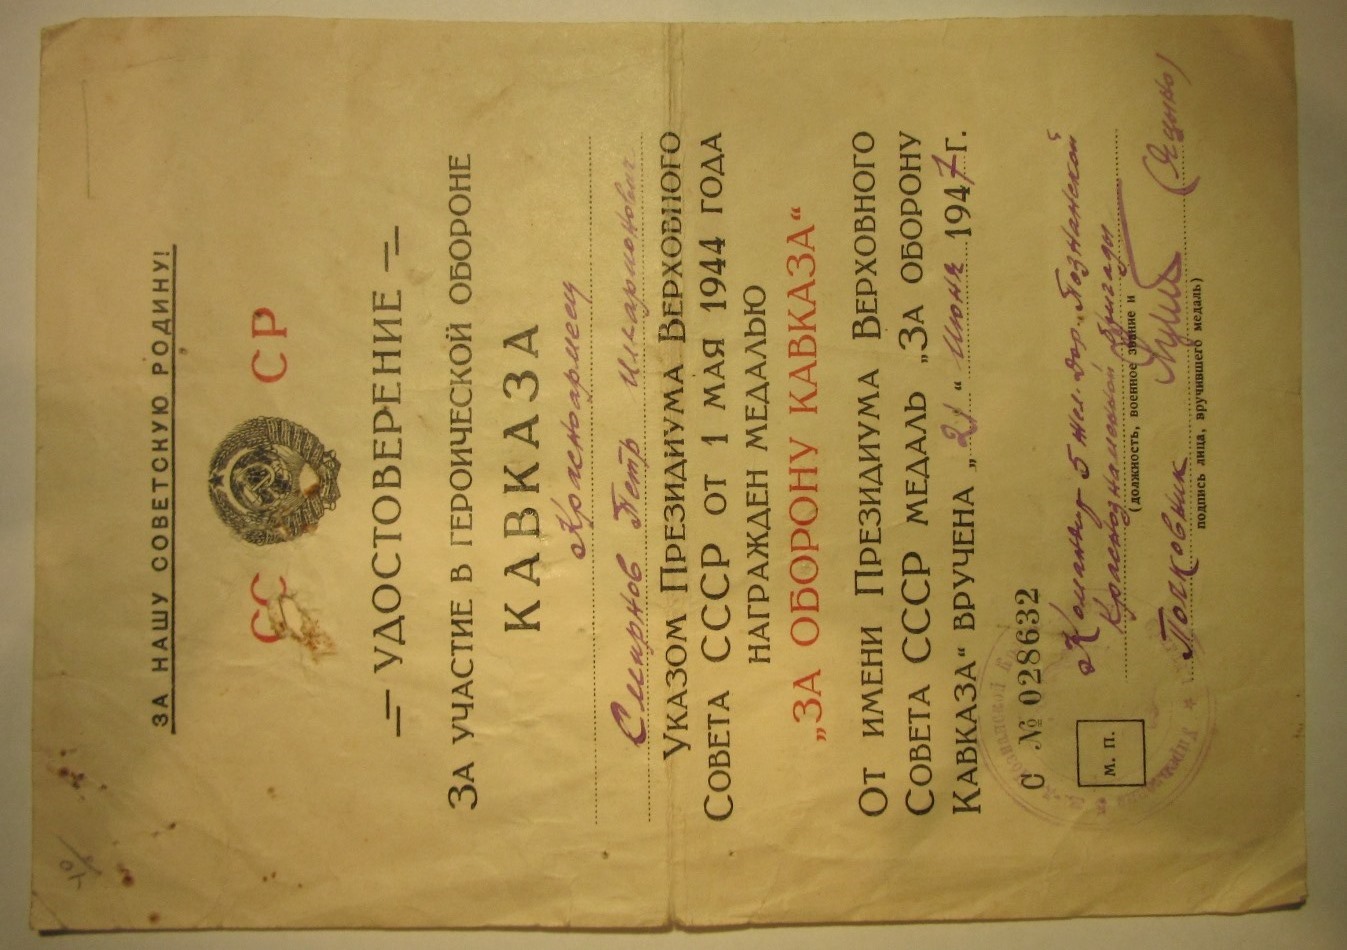 ЗА НАШУ СОВЕТСКУЮ РОДИНУ!
СС СР
УДОСТОВЕРЕНИЕ
ЗА УЧАСТИЕ В ГЕРОИЧЕСКОЙ ОБОРОНЕ
КАВКАЗА
Красноармеец
Смирнов Петр Иларионович
УКАЗОМ ПРЕЗИДИУМА ВЕРХОВНОГО
СОВЕТА СССР ОТ 1 МАЯ 1944 ГОДА
НАГРАЖДЕН МЕДАЛЬЮ
„ЗА ОБОРОНУ КАВКАЗА“
ОТ ИМЕНИ ПРЕЗИДИУМА ВЕРХОВНОГО
СОВЕТА СССР МЕДАЛЬ „ЗА ОБОРОНУ
КАВКАЗА“ ВРУЧЕНА „21“ июня 1947 г.
С № 028632
М. П.
Командир 5 жел-дор. Познанской
Краснознаменной бригады
(должность, военное звание и
Полковник (Яцыно)
подпись лица, вручившего медаль)